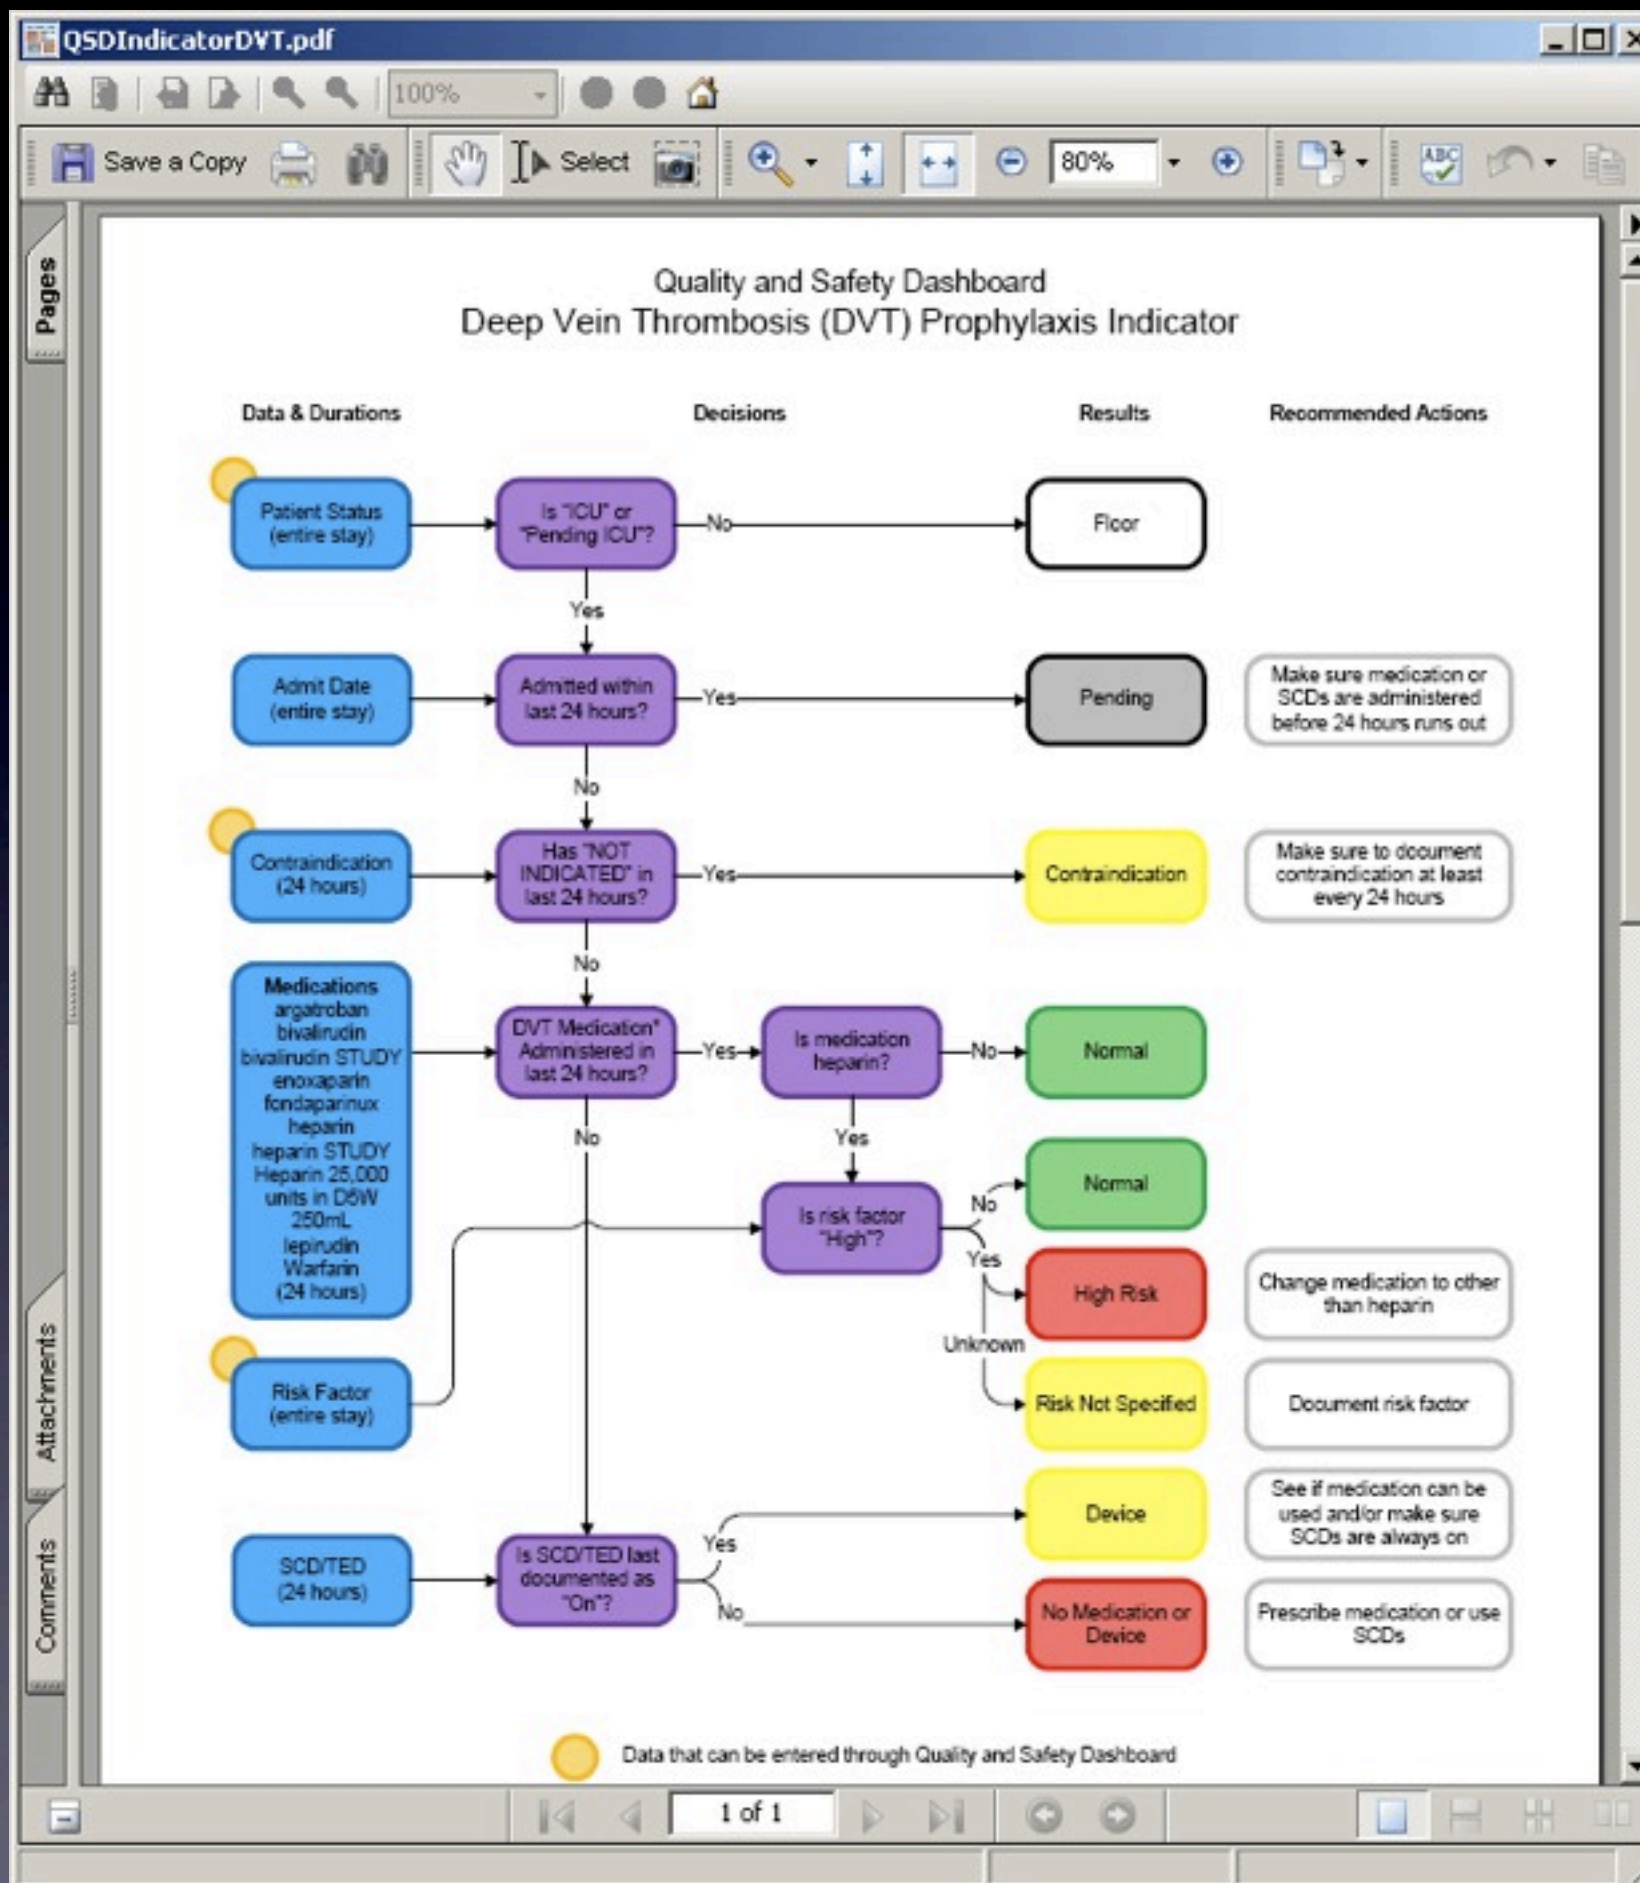 QSDIndicatorDVT.pdf
100%
Save a Copy
Select
80%
Pages
Attachments
Comments
Quality and Safety Dashboard
Deep Vein Thrombosis (DVT) Prophylaxis Indicator
Data & Durations
Decisions
Results
Recommended Actions
Patient Status
(entire stay)
Is "ICU" or
"Pending ICU"?
No
Floor
Yes
Admit Date
(entire stay)
Admitted within
last 24 hours?
Yes
Pending
Make sure medication or
SCDs are administered
before 24 hours runs out
No
Contraindication
(24 hours)
Has "NOT
INDICATED" in
last 24 hours?
Yes
Contraindication
Make sure to document
contraindication at least
every 24 hours
No
Medications
argatroban
bivalirudin
bivalirudin STUDY
enoxaparin
fondaparinux
heparin
heparin STUDY
Heparin 25,000
units in D5W
250mL
lepirudin
Warfarin
(24 hours)
DVT Medication*
Administered in
last 24 hours?
Yes
Is medication
heparin?
No
Normal
No
Yes
Is risk factor
"High"?
No
Normal
Yes
High Risk
Change medication to other
than heparin
Unknown
Risk Factor
(entire stay)
Risk Not Specified
Document risk factor
SCD/TED
(24 hours)
Is SCD/TED last
documented as
"On"?
Yes
Device
See if medication can be
used and/or make sure
SCDs are always on
No
No Medication or
Device
Prescribe medication or use
SCDs
Data that can be entered through Quality and Safety Dashboard
1 of 1
ABC